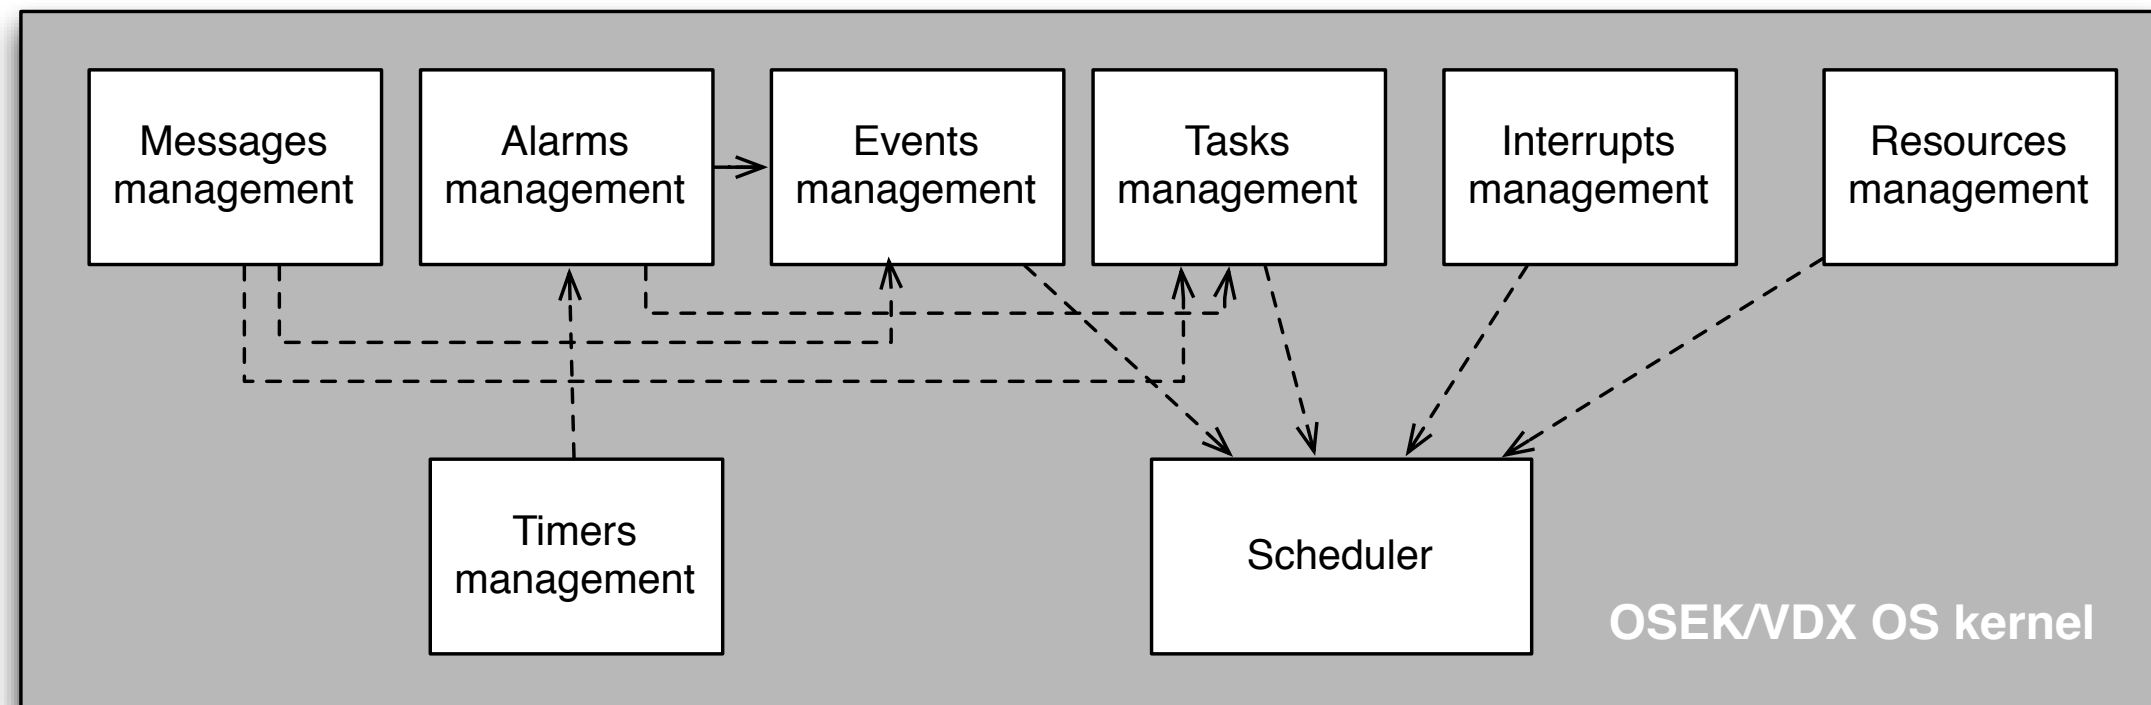 Messages
management
Alarms
management
Events
management
Tasks
management
Interrupts
management
Resources
management
Timers
management
Scheduler
OSEK/VDX OS kernel